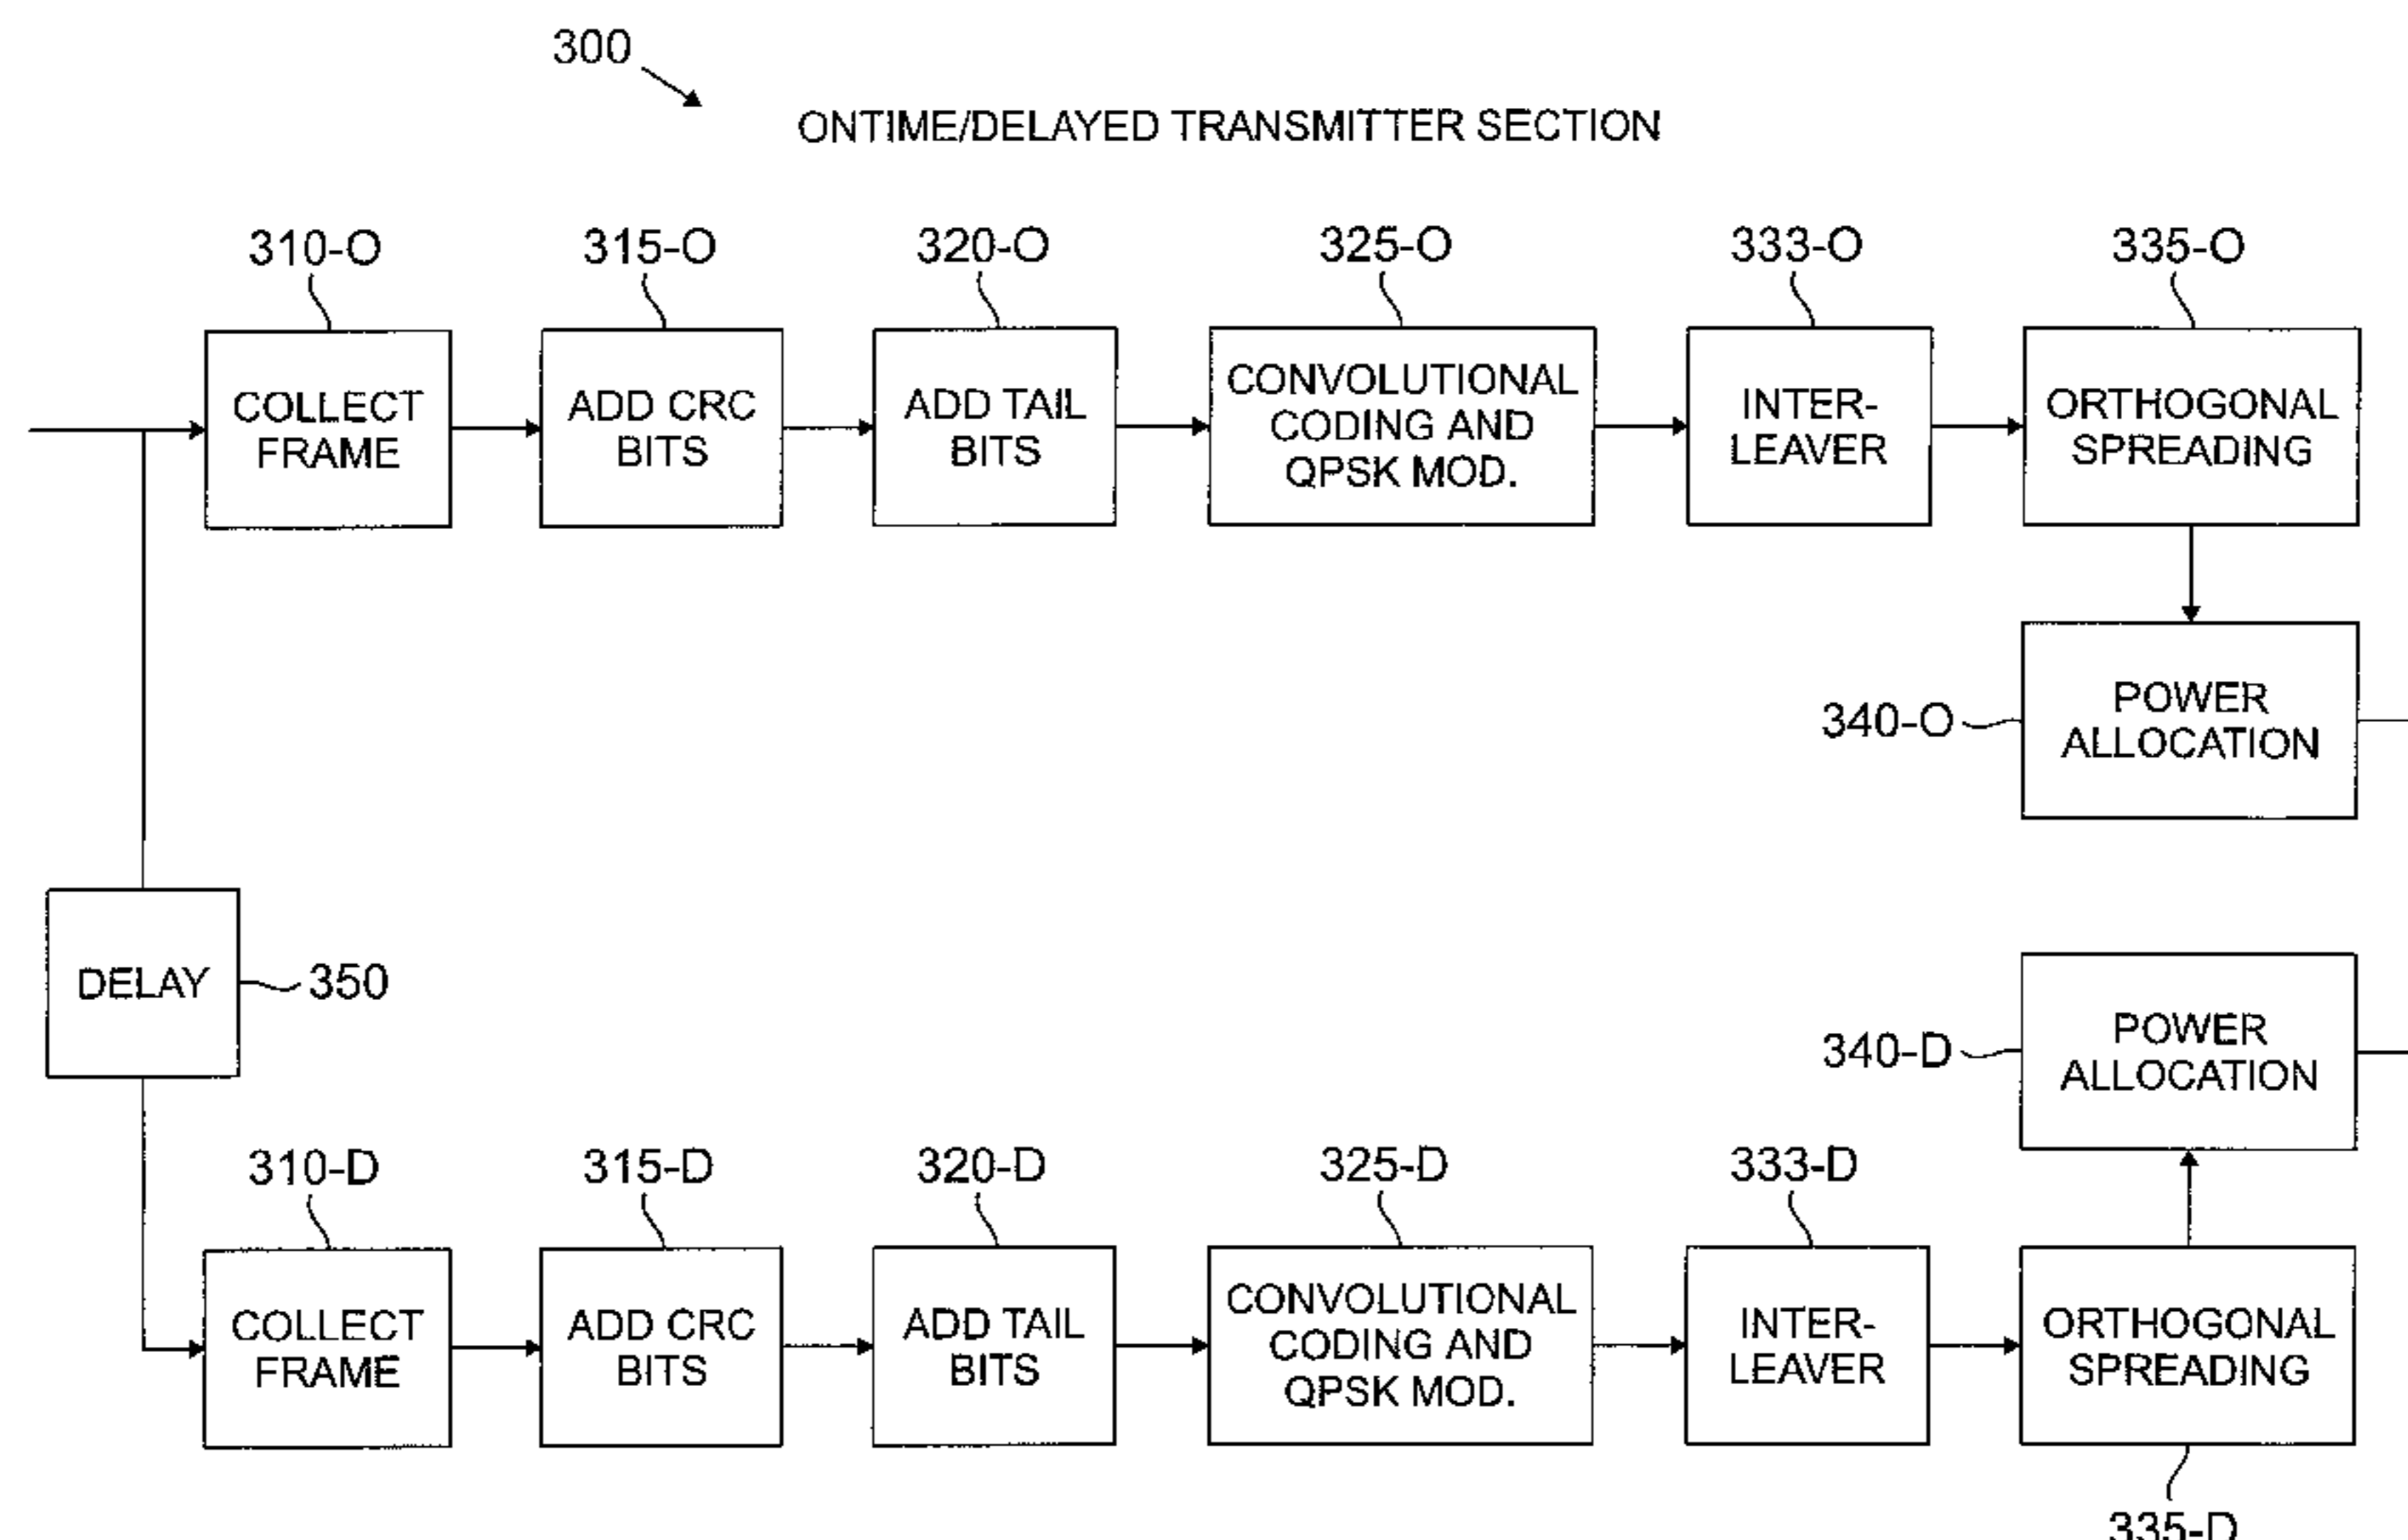 300
ONTIME/DELAYED TRANSMITTER SECTION
310-O
315-O
320-O
325-O
333-O
335-O
COLLECT
FRAME
ADD CRC
BITS
ADD TAIL
BITS
CONVOLUTIONAL
CODING AND
QPSK MOD.
INTER-
LEAVER
ORTHOGONAL
SPREADING
340-O
POWER
ALLOCATION
DELAY
350
340-D
POWER
ALLOCATION
310-D
315-D
320-D
325-D
333-D
COLLECT
FRAME
ADD CRC
BITS
ADD TAIL
BITS
CONVOLUTIONAL
CODING AND
QPSK MOD.
INTER-
LEAVER
ORTHOGONAL
SPREADING
335-D